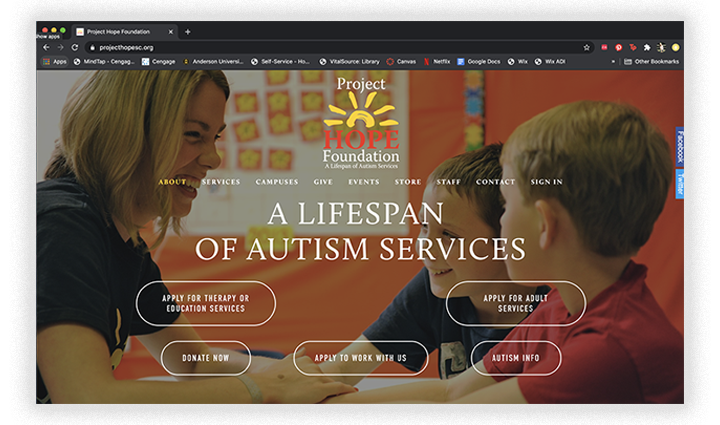 Project Hope Foundation
Show apps
projecthopesc.org
Apps MindTap - Cengag... Cengage Anderson Universi... Self-Service - Ho... VitalSource: Library Canvas Netflix Google Docs Wix Wix ADI » Other Bookmarks
Project
HOPE
Foundation
A Lifespan of Autism Services
Facebook
Twitter
ABOUT SERVICES CAMPUSES GIVE EVENTS STORE STAFF CONTACT SIGN IN
A LIFESPAN
OF AUTISM SERVICES
APPLY FOR THERAPY OR
EDUCATION SERVICES
APPLY FOR ADULT
SERVICES
DONATE NOW
APPLY TO WORK WITH US
AUTISM INFO